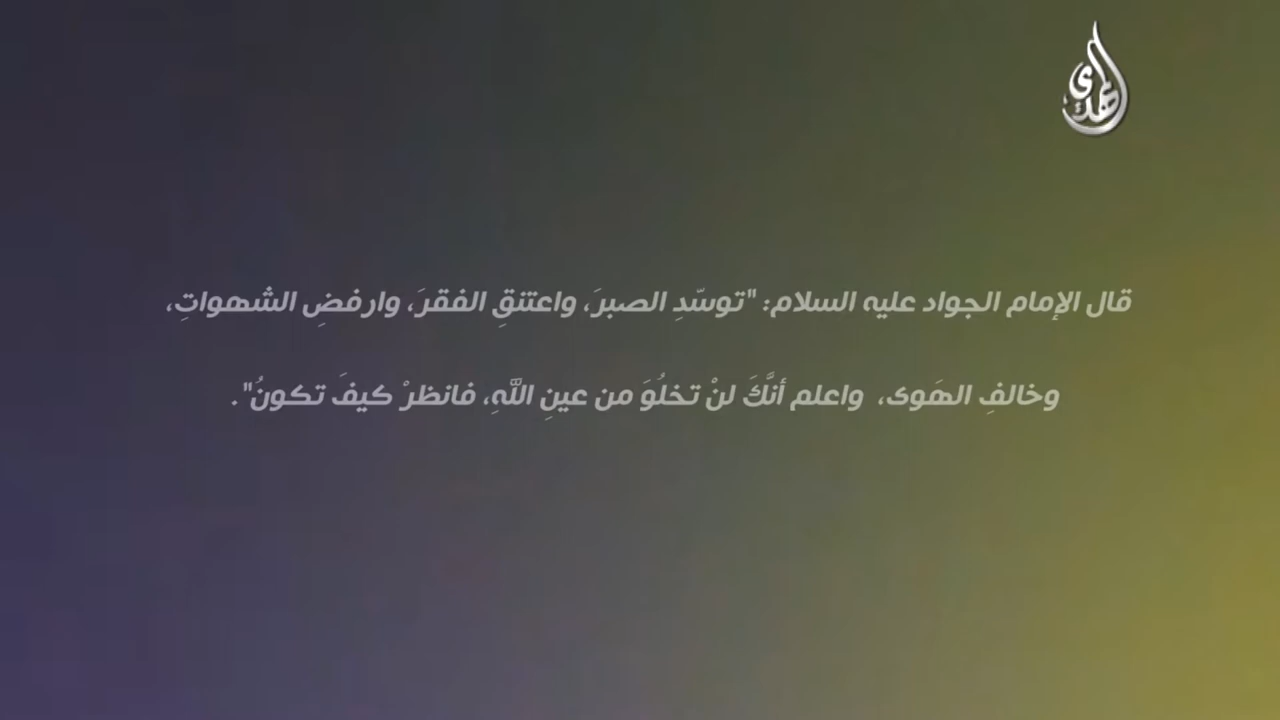 المهدي
قال الإمام الجواد عليه السلام: "توسّدِ الصبرَ، واعتنقِ الفقرَ، وارفضِ الشهواتِ،
وخالفِ الهَوى، واعلم أنَّكَ لنْ تخلُوَ من عينِ اللَّهِ، فانظرْ كيفَ تكونُ".